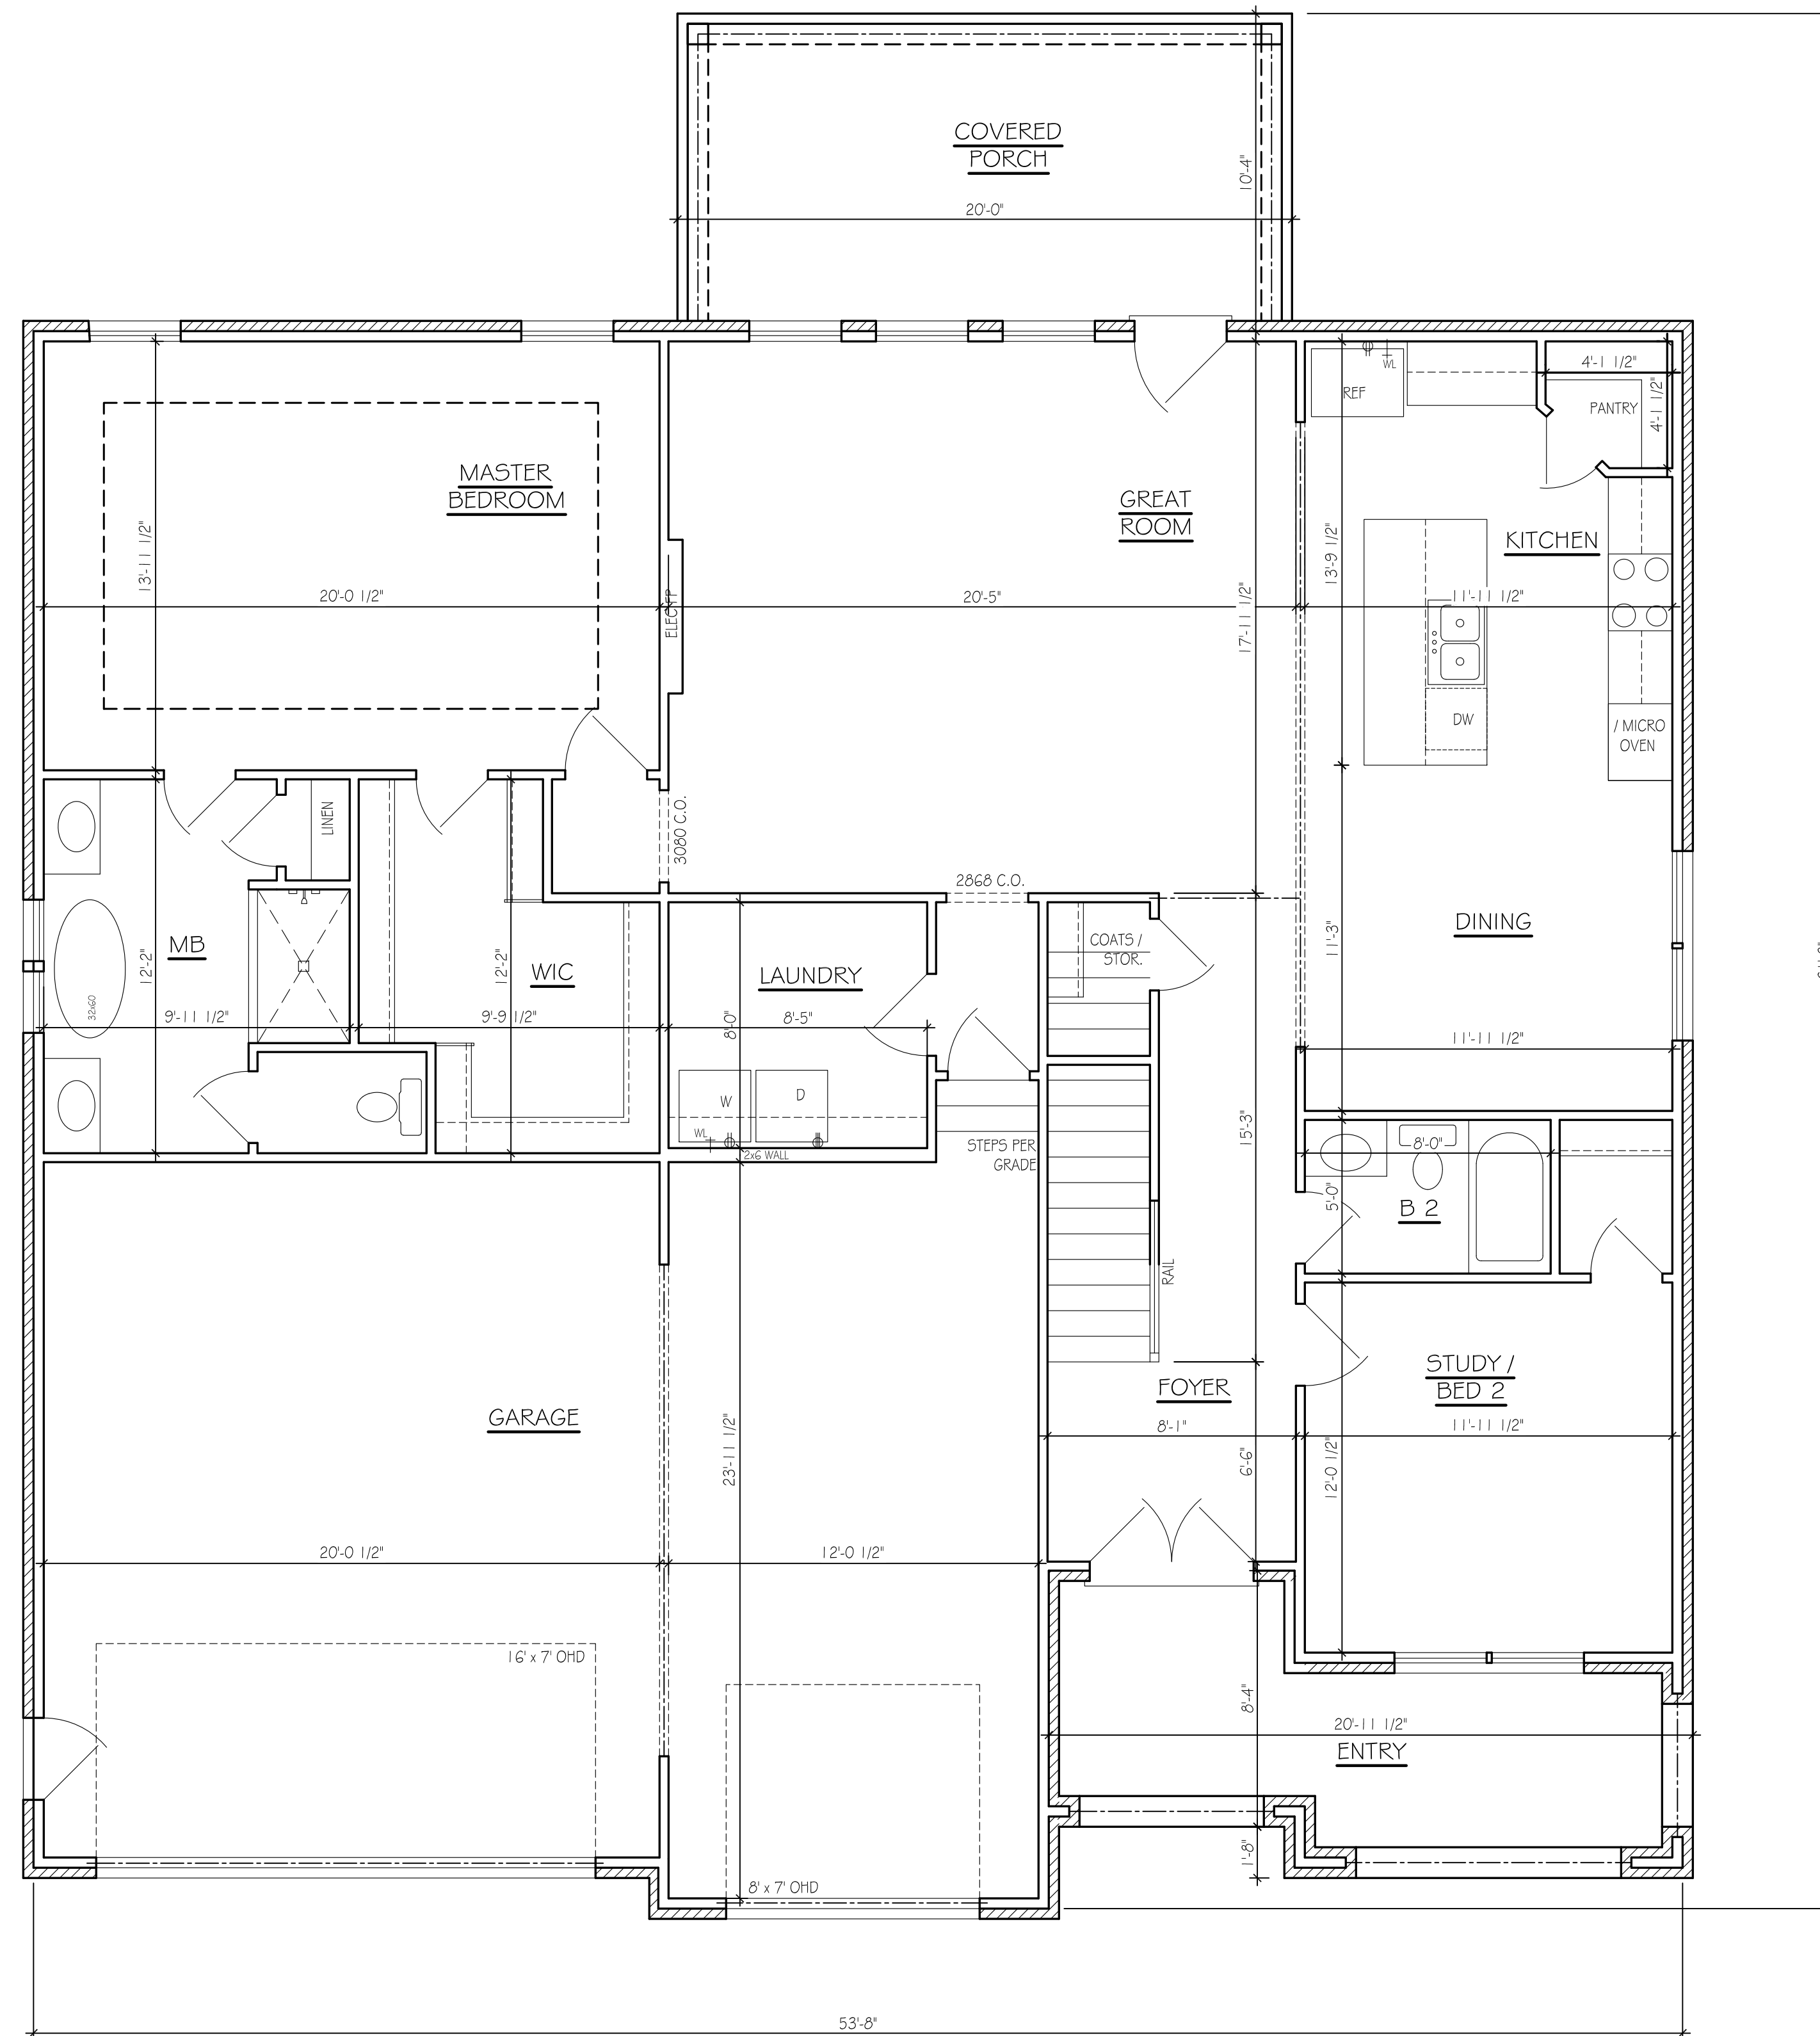 COVERED
PORCH
10'-4"
20'-0"
4'-1 1/2"
WL
REF
PANTRY
4'-1 1/2"
MASTER
BEDROOM
GREAT
ROOM
KITCHEN
13'-11 1/2"
13'-9 1/2"
20'-0 1/2"
ELEC FP
20'-5"
17'-11 1/2"
11'-11 1/2"
DW
/ MICRO
OVEN
LINEN
3080 C.O.
2868 C.O.
DINING
COATS /
STOR.
MB
12'-2"
12'-2"
WIC
LAUNDRY
11'-3"
32x60
9'-11 1/2"
9'-9 1/2"
8'-0"
8'-5"
11'-11 1/2"
W
D
WL
2x6 WALL
STEPS PER
GRADE
15'-3"
8'-0"
5'-0"
B 2
RAIL
STUDY /
BED 2
FOYER
GARAGE
23'-11 1/2"
8'-1"
11'-11 1/2"
6'-6"
12'-0 1/2"
20'-0 1/2"
12'-0 1/2"
16' x 7' OHD
8'-4"
20'-11 1/2"
ENTRY
1'-8"
8' x 7' OHD
53'-8"